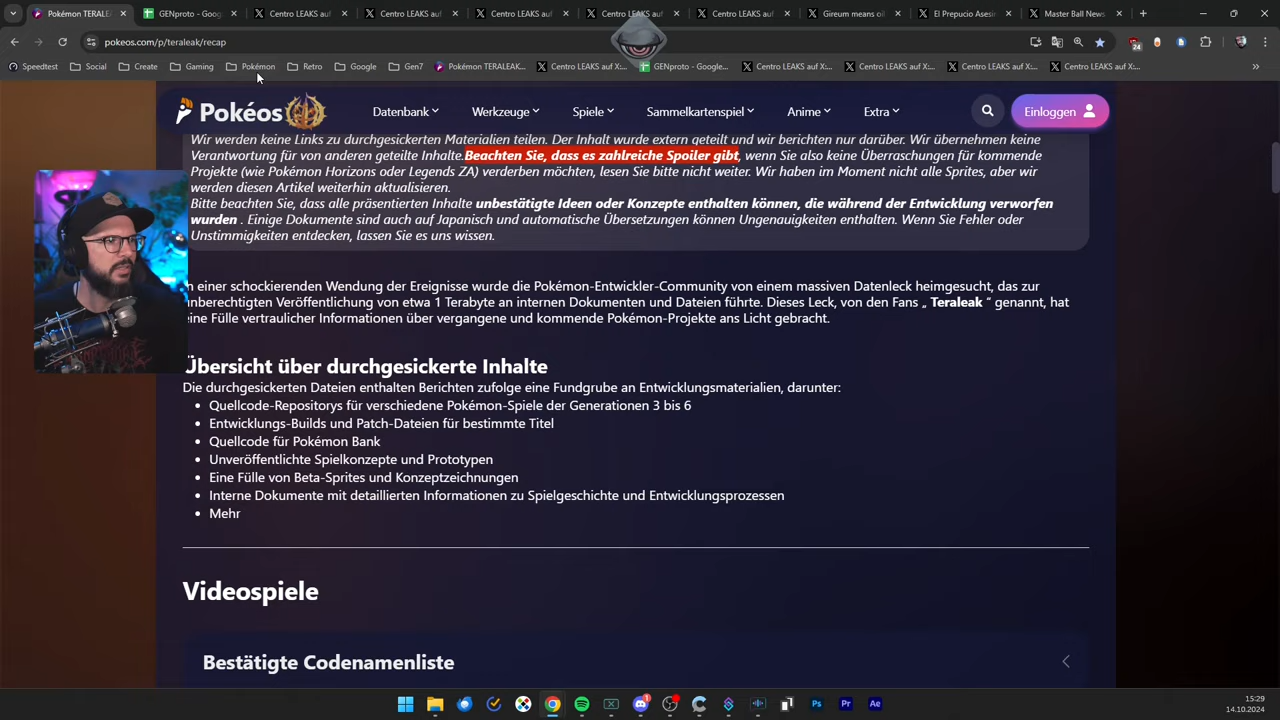 Pokémon TERALE
GENproto - Goog
Centro LEAKS auf X:
Centro LEAKS auf X:
Centro LEAKS auf X:
Centro LEAKS auf X:
Centro LEAKS auf X:
Gireum means oil
El Prepucio Asesi
Master Ball News
pokeos.com/p/teraleak/recap
24
Speedtest
Social
Create
Gaming
Pokémon
Retro
Google
Gen7
Pokémon TERALEAK...
Centro LEAKS auf X:...
GENproto - Google...
Centro LEAKS auf X:...
Centro LEAKS auf X:...
Centro LEAKS auf X:...
Centro LEAKS auf X:...
Pokéos
Datenbank
Werkzeuge
Spiele
Sammelkartenspiel
Anime
Extra
Einloggen
Wir werden keine Links zu durchgesickerten Materialien teilen. Der Inhalt wurde extern geteilt und wir berichten nur darüber. Wir übernehmen keine
Verantwortung für von anderen geteilte Inhalte. Beachten Sie, dass es zahlreiche Spoiler gibt, wenn Sie also keine Überraschungen für kommende
Projekte (wie Pokémon Horizons oder Legends ZA) verderben möchten, lesen Sie bitte nicht weiter. Wir haben im Moment nicht alle Sprites, aber wir
werden diesen Artikel weiterhin aktualisieren.
Bitte beachten Sie, dass alle präsentierten Inhalte unbestätigte Ideen oder Konzepte enthalten können, die während der Entwicklung verworfen
wurden . Einige Dokumente sind auch auf Japanisch und automatische Übersetzungen können Ungenauigkeiten enthalten. Wenn Sie Fehler oder
Unstimmigkeiten entdecken, lassen Sie es uns wissen.
n einer schockierenden Wendung der Ereignisse wurde die Pokémon-Entwickler-Community von einem massiven Datenleck heimgesucht, das zur
nberechtigten Veröffentlichung von etwa 1 Terabyte an internen Dokumenten und Dateien führte. Dieses Leck, von den Fans „ Teraleak “ genannt, hat
eine Fülle vertraulicher Informationen über vergangene und kommende Pokémon-Projekte ans Licht gebracht.
Übersicht über durchgesickerte Inhalte
Die durchgesickerten Dateien enthalten Berichten zufolge eine Fundgrube an Entwicklungsmaterialien, darunter:
• Quellcode-Repositorys für verschiedene Pokémon-Spiele der Generationen 3 bis 6
• Entwicklungs-Builds und Patch-Dateien für bestimmte Titel
• Quellcode für Pokémon Bank
• Unveröffentlichte Spielkonzepte und Prototypen
• Eine Fülle von Beta-Sprites und Konzeptzeichnungen
• Interne Dokumente mit detaillierten Informationen zu Spielgeschichte und Entwicklungsprozessen
• Mehr
Videospiele
Bestätigte Codenamenliste
1
Ps
Pr
Ae
15:29
14.10.2024